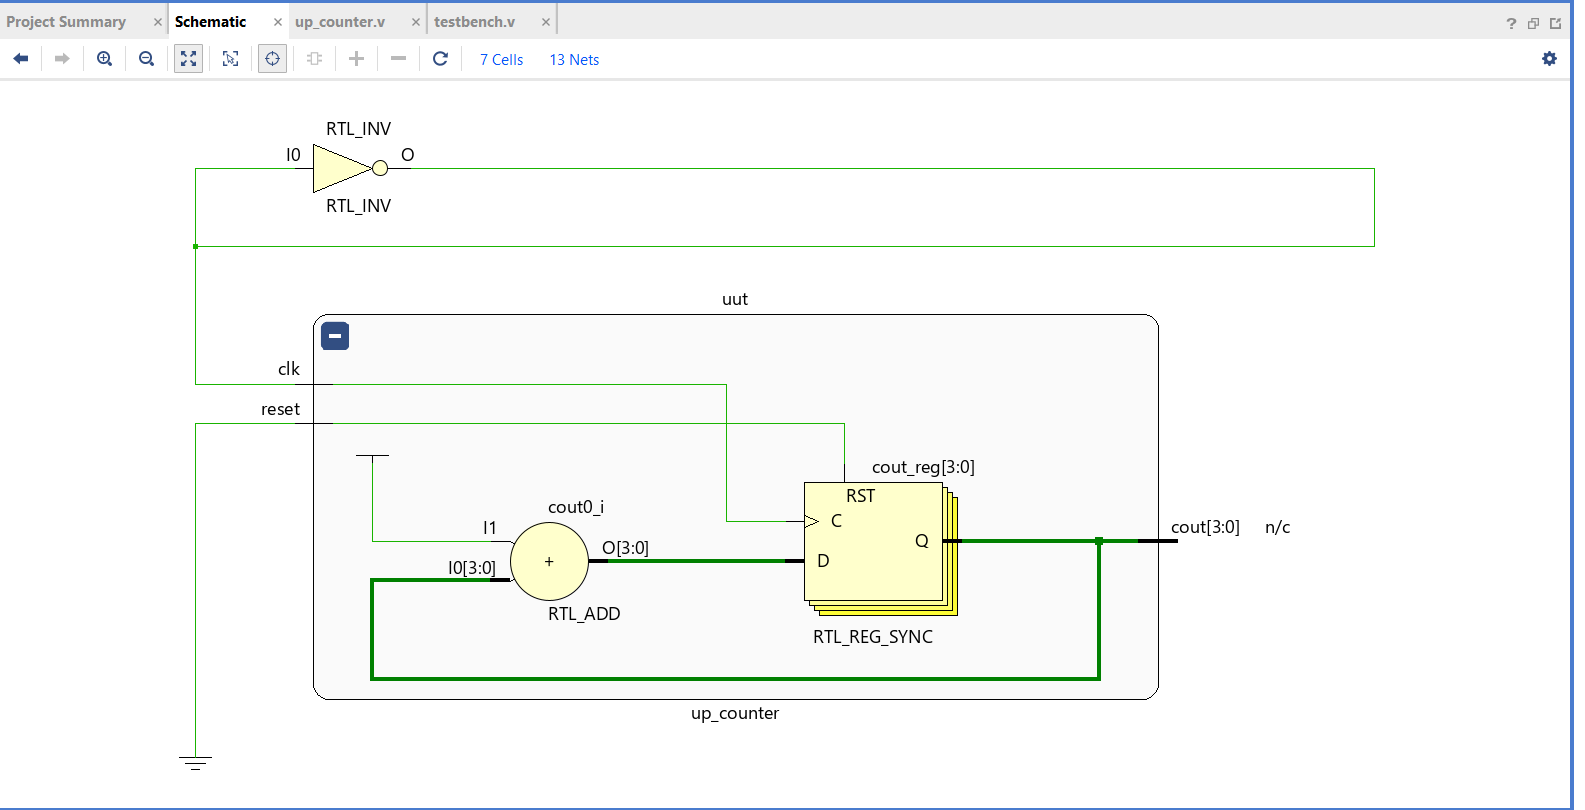 Project Summary × Schematic × up_counter.v × testbench.v × ?
7 Cells 13 Nets
RTL_INV
I0 O
RTL_INV
uut
clk
reset
cout_reg[3:0]
RST
cout0_i
I1 C
cout[3:0] n/c
O[3:0] Q
I0[3:0] + D
RTL_ADD
RTL_REG_SYNC
up_counter